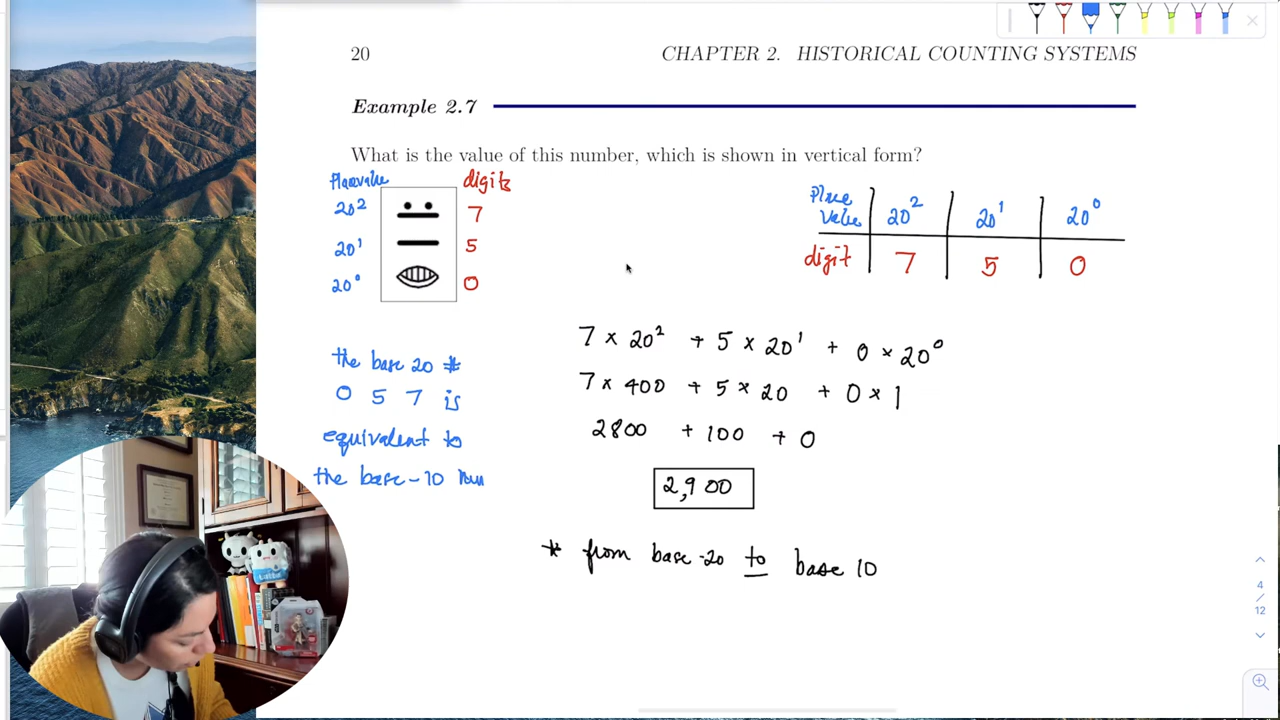 20 CHAPTER 2. HISTORICAL COUNTING SYSTEMS
Example 2.7
What is the value of this number, which is shown in vertical form?
Placevalue digits
20² 7
20¹ 5
20⁰ 0
Place value 20² 20¹ 20⁰
digit 7 5 0
7 × 20² + 5 × 20¹ + 0 × 20⁰
7 × 400 + 5 × 20 + 0 × 1
2800 + 100 + 0
2,900
* from base-20 to base 10
the base 20 #
0 5 7 is
equivalent to
the base-10
4
/
12